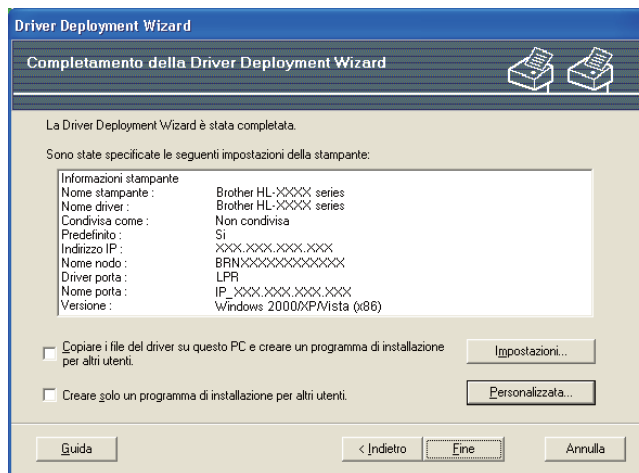 Driver Deployment Wizard
Completamento della Driver Deployment Wizard
La Driver Deployment Wizard è stata completata.
Sono state specificate le seguenti impostazioni della stampante:
Informazioni stampante
Nome stampante : Brother HL-XXXX series
Nome driver : Brother HL-XXXX series
Condivisa come : Non condivisa
Predefinito : Si
Indirizzo IP : XXX.XXX.XXX.XXX
Nome nodo : BRNXXXXXXXXXXXX
Driver porta : LPR
Nome porta : IP_XXX.XXX.XXX.XXX
Versione : Windows 2000/XP/Vista (x86)
Copiare i file del driver su questo PC e creare un programma di installazione
per altri utenti.
Impostazioni...
Creare solo un programma di installazione per altri utenti.
Personalizzata...
Guida
< Indietro
Fine
Annulla